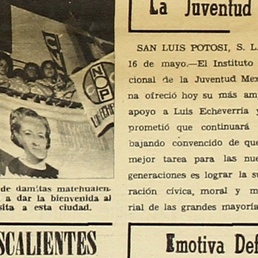 de damitas matehualen
a dar la bienvenida al
sita a esta ciudad.
SCALIENTES
La Juventud
SAN LUIS POTOSI, S. L.
16 de mayo.—El Instituto
cional de la Juventud Mex
na ofreció hoy su más am
apoyo a Luis Echeverría y
prometió que continuará
bajando convencido de que
mejor tarea para las nue
generaciones es lograr la su
ración cívica, moral y m
rial de las grandes mayoría
Emotiva Def